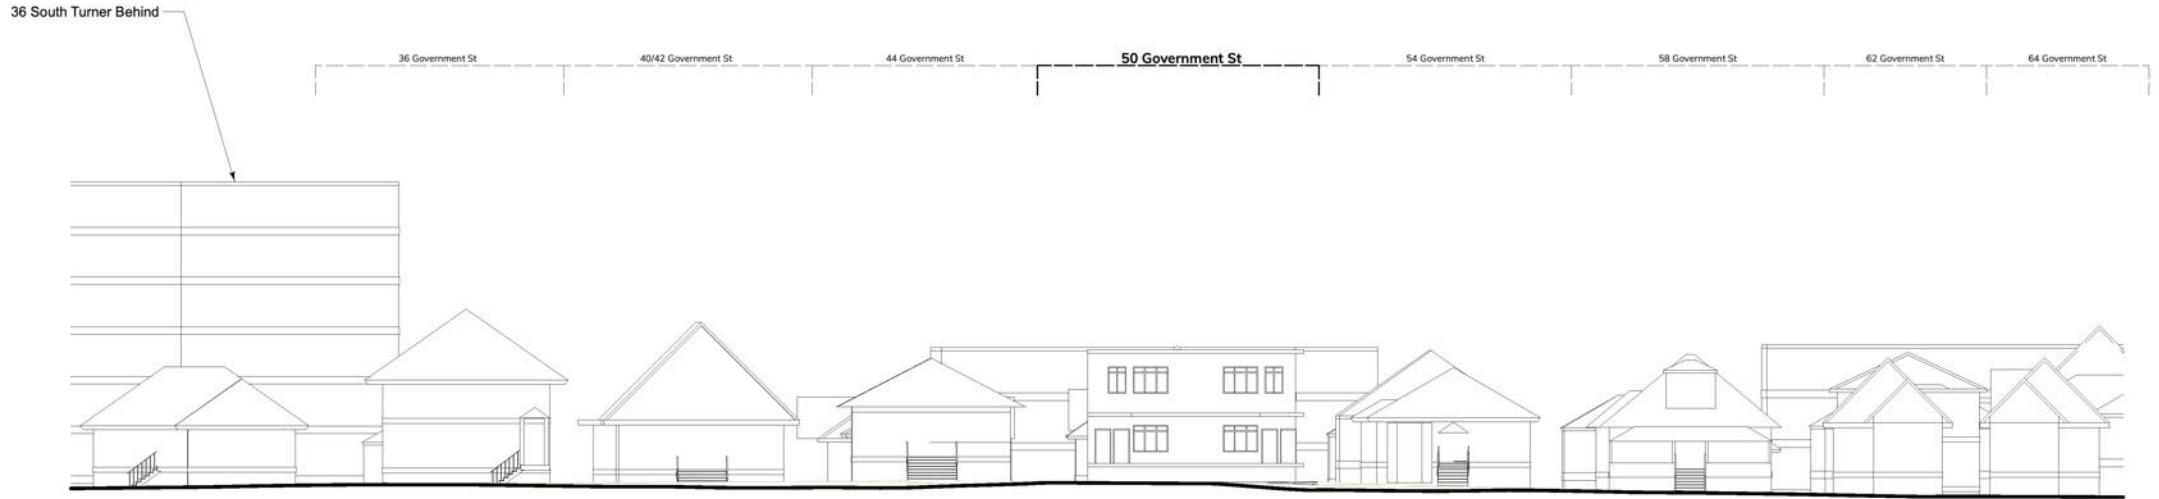 36 South Turner Behind
36 Government St
40/42 Government St
44 Government St
50 Government St
54 Government St
58 Government St
62 Government St
64 Government St